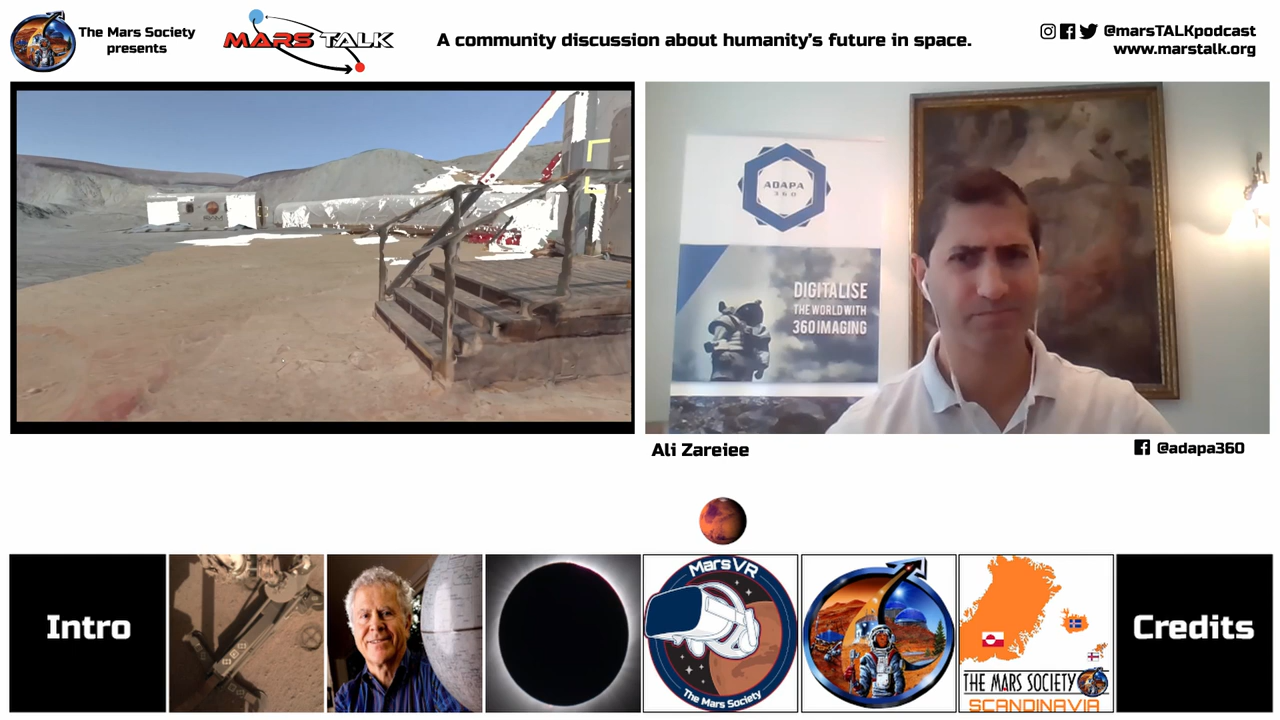 The Mars Society
presents
MARS TALK
A community discussion about humanity's future in space.
@marsTALKpodcast
www.marstalk.org
ADAPA
360
DIGITALISE
THE WORLD WITH
360 IMAGING
Ali Zareiee
@adapa360
Intro
MarsVR
The Mars Society
THE MARS SOCIETY
SCANDINAVIA
Credits